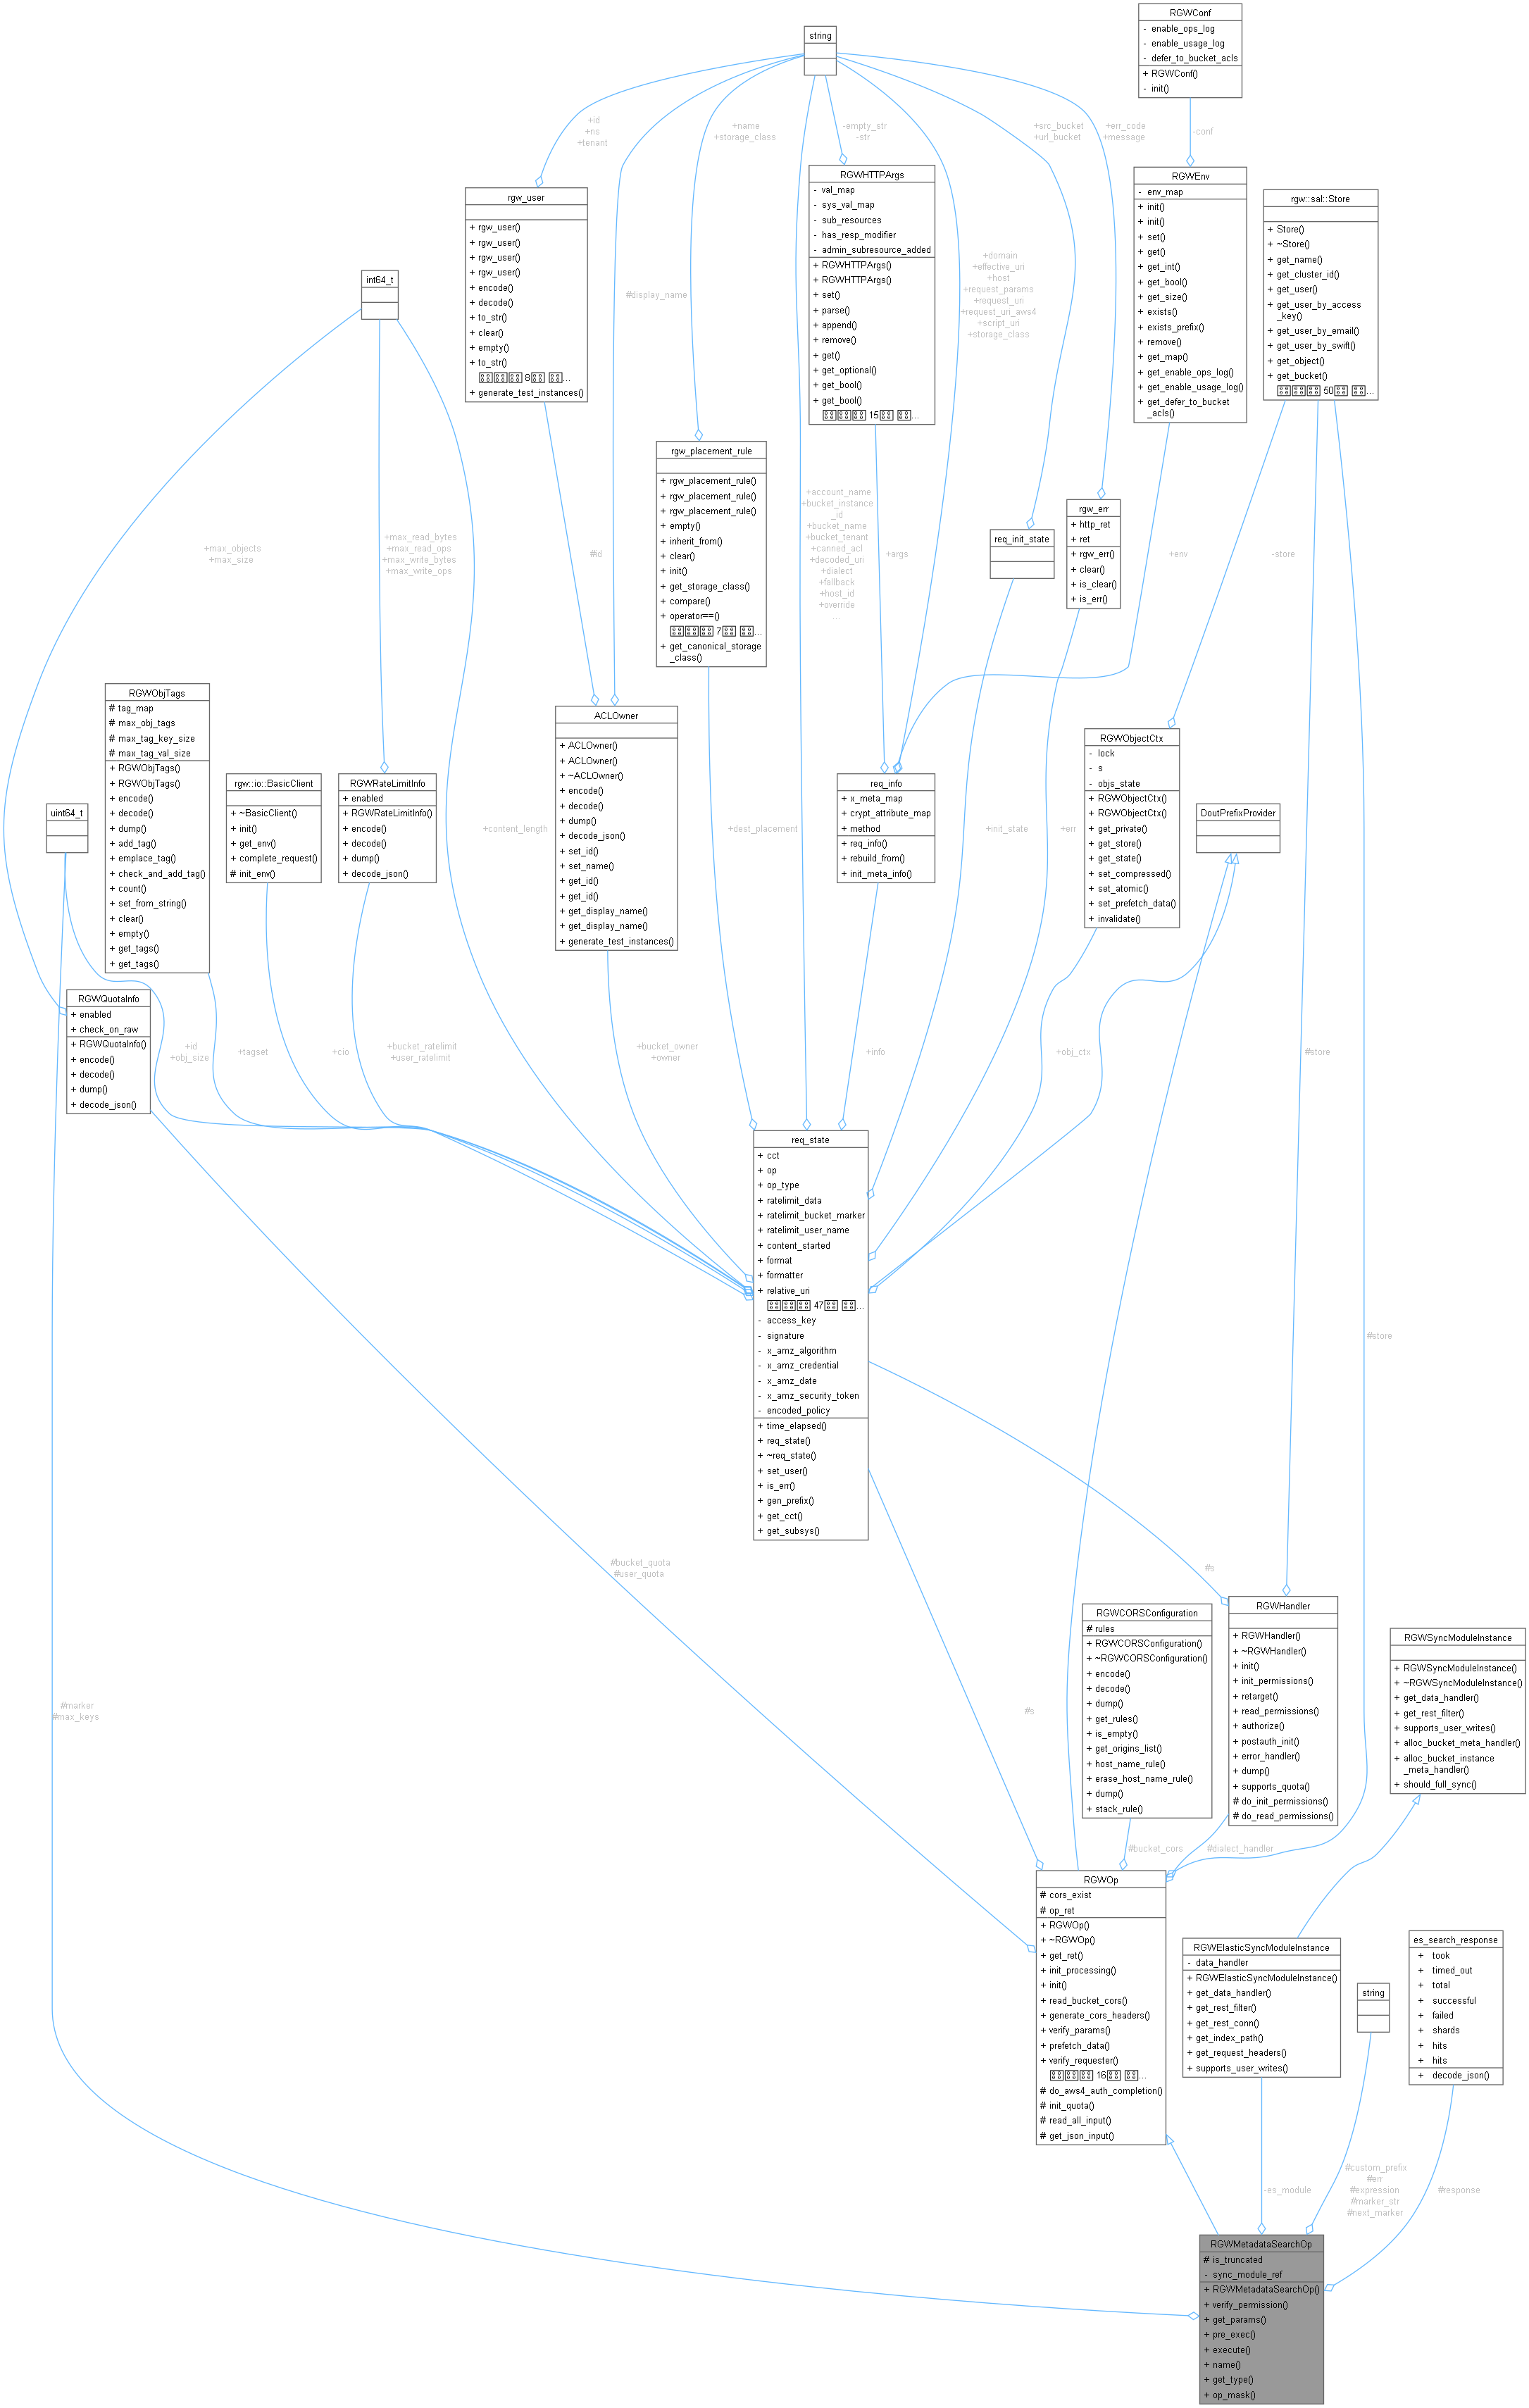 RGWConf
- enable_ops_log
- enable_usage_log
- defer_to_bucket_acls
+ RGWConf()
- init()
string
-conf
+id
+ns
+tenant
+name
+storage_class
-empty_str
-str
+src_bucket
+url_bucket
+err_code
+message
rgw_user
+ rgw_user()
+ rgw_user()
+ rgw_user()
+ rgw_user()
+ encode()
+ decode()
+ to_str()
+ clear()
+ empty()
+ to_str()
8
...
+ generate_test_instances()
RGWHTTPArgs
- val_map
- sys_val_map
- sub_resources
- has_resp_modifier
- admin_subresource_added
+ RGWHTTPArgs()
+ RGWHTTPArgs()
+ set()
+ parse()
+ append()
+ remove()
+ get()
+ get_optional()
+ get_bool()
+ get_bool()
15
...
RGWEnv
- env_map
+ init()
+ init()
+ set()
+ get()
+ get_int()
+ get_bool()
+ get_size()
+ exists()
+ exists_prefix()
+ remove()
+ get_map()
+ get_enable_ops_log()
+ get_enable_usage_log()
+ get_defer_to_bucket
_acls()
rgw::sal::Store
+ Store()
+ ~Store()
+ get_name()
+ get_cluster_id()
+ get_user()
+ get_user_by_access
_key()
+ get_user_by_email()
+ get_user_by_swift()
+ get_object()
+ get_bucket()
50
...
int64_t
#display_name
+domain
+effective_uri
+host
+request_params
+request_uri
+request_uri_aws4
+script_uri
+storage_class
rgw_placement_rule
+ rgw_placement_rule()
+ rgw_placement_rule()
+ rgw_placement_rule()
+ empty()
+ inherit_from()
+ clear()
+ init()
+ get_storage_class()
+ compare()
+ operator==()
7
...
+ get_canonical_storage
_class()
+max_objects
+max_size
+max_read_bytes
+max_read_ops
+max_write_bytes
+max_write_ops
#id
+account_name
+bucket_instance
_id
+bucket_name
+bucket_tenant
+canned_acl
+decoded_uri
+dialect
+fallback
+host_id
+override
...
+args
req_init_state
rgw_err
+ http_ret
+ ret
+ rgw_err()
+ clear()
+ is_clear()
+ is_err()
+env
-store
RGWObjTags
# tag_map
# max_obj_tags
# max_tag_key_size
# max_tag_val_size
+ RGWObjTags()
+ RGWObjTags()
+ encode()
+ decode()
+ dump()
+ add_tag()
+ emplace_tag()
+ check_and_add_tag()
+ count()
+ set_from_string()
+ clear()
+ empty()
+ get_tags()
+ get_tags()
uint64_t
rgw::io::BasicClient
+ ~BasicClient()
+ init()
+ get_env()
+ complete_request()
# init_env()
RGWRateLimitInfo
+ enabled
+ RGWRateLimitInfo()
+ encode()
+ decode()
+ dump()
+ decode_json()
+content_length
ACLOwner
+ ACLOwner()
+ ACLOwner()
+ ~ACLOwner()
+ encode()
+ decode()
+ dump()
+ decode_json()
+ set_id()
+ set_name()
+ get_id()
+ get_id()
+ get_display_name()
+ get_display_name()
+ generate_test_instances()
+dest_placement
req_info
+ x_meta_map
+ crypt_attribute_map
+ method
+ req_info()
+ rebuild_from()
+ init_meta_info()
+init_state
+err
RGWObjectCtx
- lock
- s
- objs_state
+ RGWObjectCtx()
+ RGWObjectCtx()
+ get_private()
+ get_store()
+ get_state()
+ set_compressed()
+ set_atomic()
+ set_prefetch_data()
+ invalidate()
DoutPrefixProvider
#store
RGWQuotaInfo
+ enabled
+ check_on_raw
+ RGWQuotaInfo()
+ encode()
+ decode()
+ dump()
+ decode_json()
+id
+obj_size
+tagset
+cio
+bucket_ratelimit
+user_ratelimit
+bucket_owner
+owner
+info
+obj_ctx
req_state
+ cct
+ op
+ op_type
+ ratelimit_data
+ ratelimit_bucket_marker
+ ratelimit_user_name
+ content_started
+ format
+ formatter
+ relative_uri
47
...
- access_key
- signature
- x_amz_algorithm
- x_amz_credential
- x_amz_date
- x_amz_security_token
- encoded_policy
+ time_elapsed()
+ req_state()
+ ~req_state()
+ set_user()
+ is_err()
+ gen_prefix()
+ get_cct()
+ get_subsys()
#store
#bucket_quota
#user_quota
#s
RGWHandler
+ RGWHandler()
+ ~RGWHandler()
+ init()
+ init_permissions()
+ retarget()
+ read_permissions()
+ authorize()
+ postauth_init()
+ error_handler()
+ dump()
+ supports_quota()
# do_init_permissions()
# do_read_permissions()
RGWCORSConfiguration
# rules
+ RGWCORSConfiguration()
+ ~RGWCORSConfiguration()
+ encode()
+ decode()
+ dump()
+ get_rules()
+ is_empty()
+ get_origins_list()
+ host_name_rule()
+ erase_host_name_rule()
+ dump()
+ stack_rule()
RGWSyncModuleInstance
+ RGWSyncModuleInstance()
+ ~RGWSyncModuleInstance()
+ get_data_handler()
+ get_rest_filter()
+ supports_user_writes()
+ alloc_bucket_meta_handler()
+ alloc_bucket_instance
_meta_handler()
+ should_full_sync()
#marker
#max_keys
#s
#bucket_cors
#dialect_handler
RGWOp
# cors_exist
# op_ret
+ RGWOp()
+ ~RGWOp()
+ get_ret()
+ init_processing()
+ init()
+ read_bucket_cors()
+ generate_cors_headers()
+ verify_params()
+ prefetch_data()
+ verify_requester()
16
...
# do_aws4_auth_completion()
# init_quota()
# read_all_input()
# get_json_input()
RGWElasticSyncModuleInstance
- data_handler
+ RGWElasticSyncModuleInstance()
+ get_data_handler()
+ get_rest_filter()
+ get_rest_conn()
+ get_index_path()
+ get_request_headers()
+ supports_user_writes()
string
es_search_response
+ took
+ timed_out
+ total
+ successful
+ failed
+ shards
+ hits
+ hits
+ decode_json()
-es_module
#custom_prefix
#err
#expression
#marker_str
#next_marker
#response
RGWMetadataSearchOp
# is_truncated
- sync_module_ref
+ RGWMetadataSearchOp()
+ verify_permission()
+ get_params()
+ pre_exec()
+ execute()
+ name()
+ get_type()
+ op_mask()